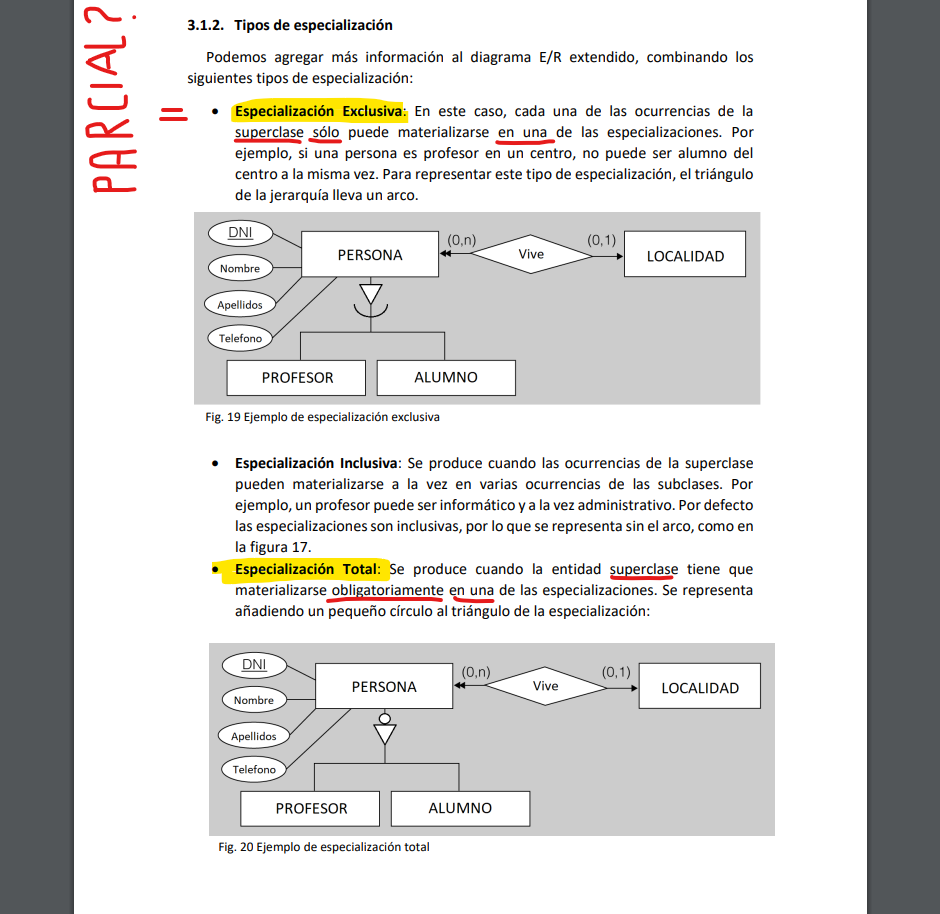 PARCIAL?
=
3.1.2. Tipos de especialización
Podemos agregar más información al diagrama E/R extendido, combinando los
siguientes tipos de especialización:
• Especialización Exclusiva: En este caso, cada una de las ocurrencias de la
superclase sólo puede materializarse en una de las especializaciones. Por
ejemplo, si una persona es profesor en un centro, no puede ser alumno del
centro a la misma vez. Para representar este tipo de especialización, el triángulo
de la jerarquía lleva un arco.
DNI
Nombre
Apellidos
Telefono
PERSONA
(0,n)
Vive
(0,1)
LOCALIDAD
PROFESOR
ALUMNO
Fig. 19 Ejemplo de especialización exclusiva
• Especialización Inclusiva: Se produce cuando las ocurrencias de la superclase
pueden materializarse a la vez en varias ocurrencias de las subclases. Por
ejemplo, un profesor puede ser informático y a la vez administrativo. Por defecto
las especializaciones son inclusivas, por lo que se representa sin el arco, como en
la figura 17.
• Especialización Total: Se produce cuando la entidad superclase tiene que
materializarse obligatoriamente en una de las especializaciones. Se representa
añadiendo un pequeño círculo al triángulo de la especialización:
DNI
Nombre
Apellidos
Telefono
PERSONA
(0,n)
Vive
(0,1)
LOCALIDAD
PROFESOR
ALUMNO
Fig. 20 Ejemplo de especialización total